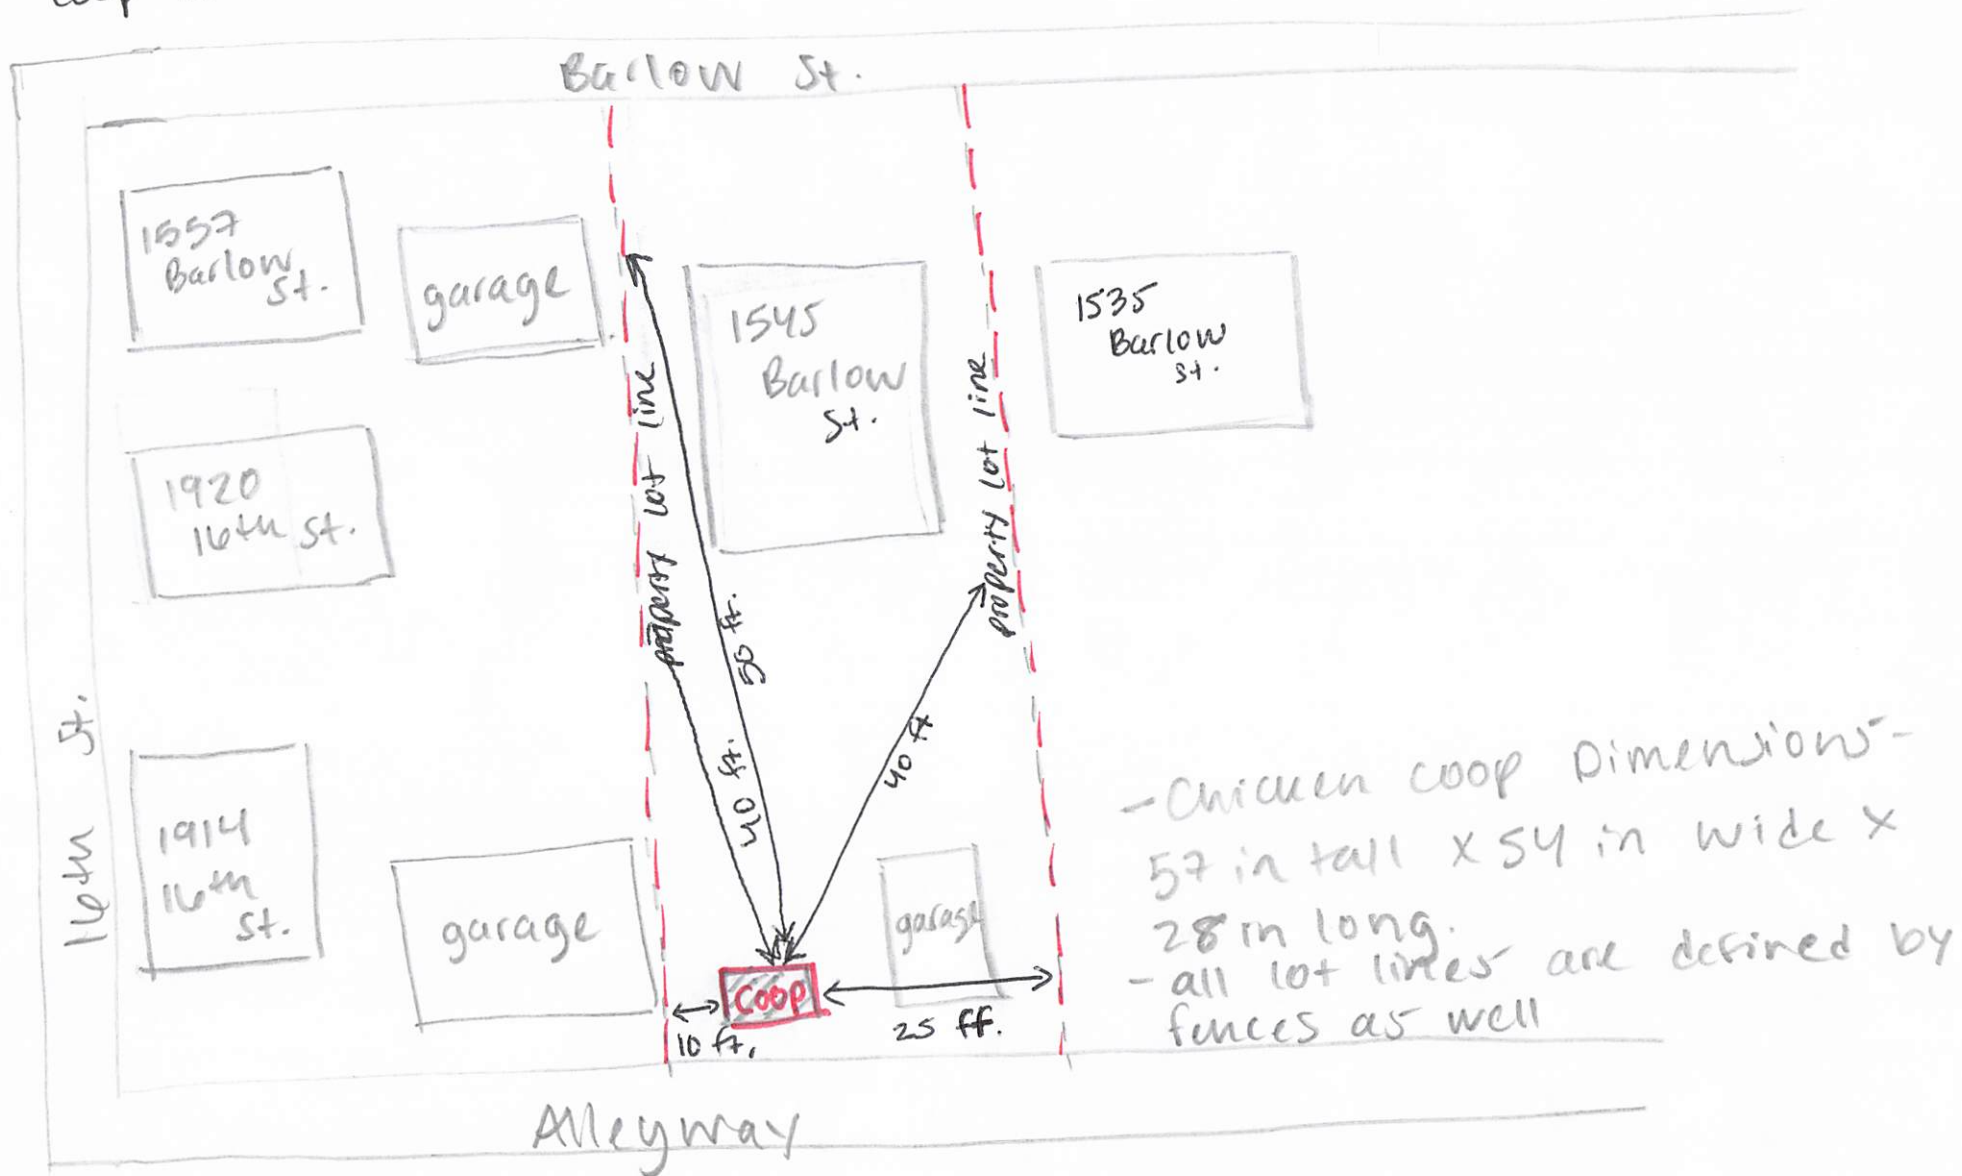 Barlow St.
1557
Barlow
St.
garage
1545
Barlow
St.
1535
Barlow
St.
property lot line
property lot line
1920
16th St.
50 ft.
40 ft.
40 ft
16th St.
1914
16th
St.
garage
garage
coop
10 ft.
25 ff.
- Chicken coop Dimensions -
57 in tall x 54 in wide x
28 in long.
- all lot lines are defined by
fences as well
Alleyway